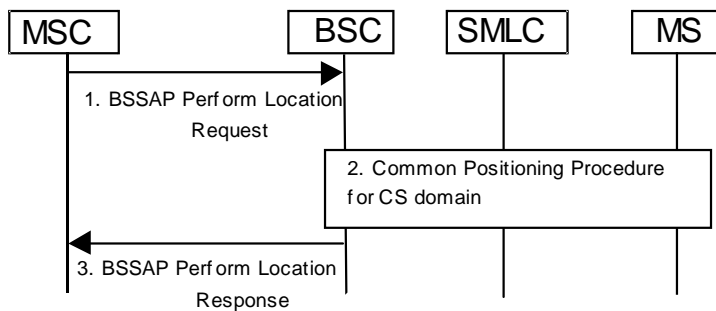 MSC
BSC
SMLC
MS
1. BSSAP Perform Location
Request
2. Common Positioning Procedure
for CS domain
3. BSSAP Perform Location
Response